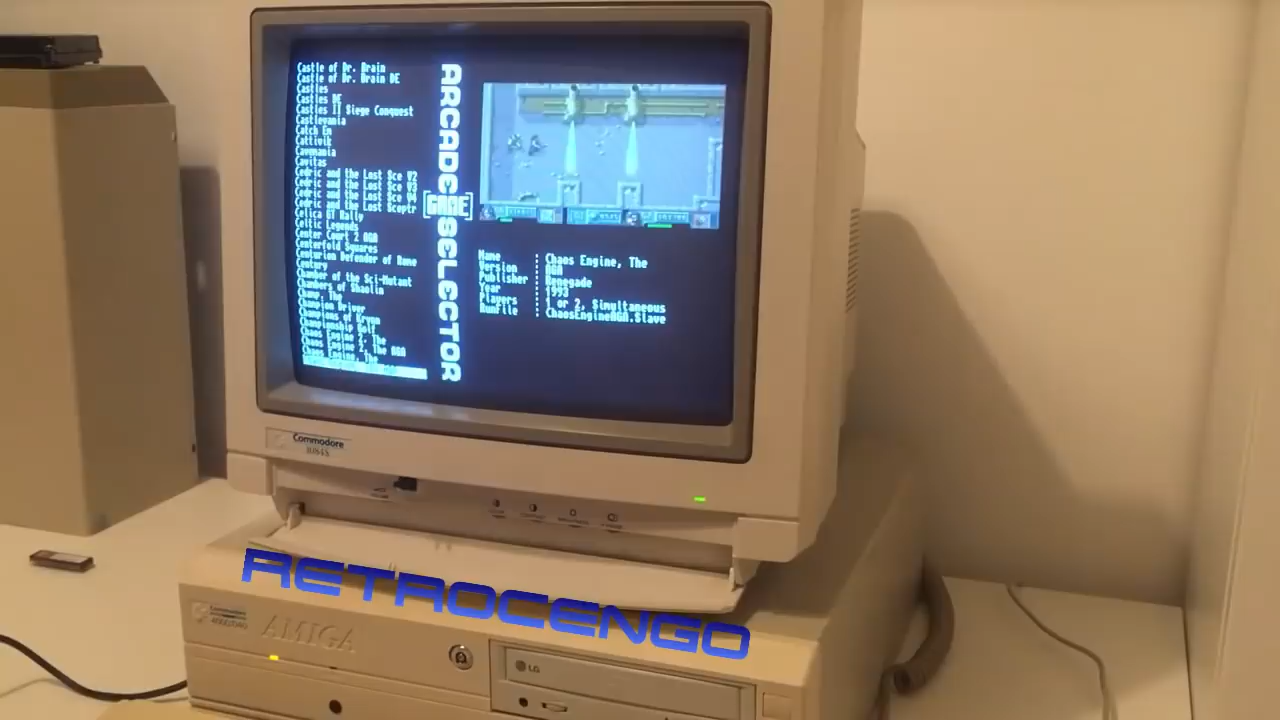 Castle of Dr. Brain
Castle of Dr. Brain DE
Castles
Castles DE
Castles II Siege Conquest
Castlevania
Catch Em
Cattivik
Cavemania
Cavitas
Cedric and the Lost Sce V2
Cedric and the Lost Sce V3
Cedric and the Lost Sce V4
Cedric and the Lost Sceptr
Celica GT Rally
Celtic Legends
Center Court 2 AGA
Centerfold Squares
Centurion Defender of Rome
Century
Chamber of the Sci-Mutant
Chambers of Shaolin
Champ, The
Champion Driver
Champions of Krynn
Championship Golf
Chaos Engine 2, The
Chaos Engine 2, The AGA
Chaos Engine, The
ARCADE
[GAME]
SELECTOR
Name : Chaos Engine, The
Version : AGA
Publisher : Renegade
Year : 1993
Players : 1 or 2, Simultaneous
RunFile : ChaosEngineAGA.Slave
Commodore
1084S
RETROCENGO
Commodore
AMIGA
LG